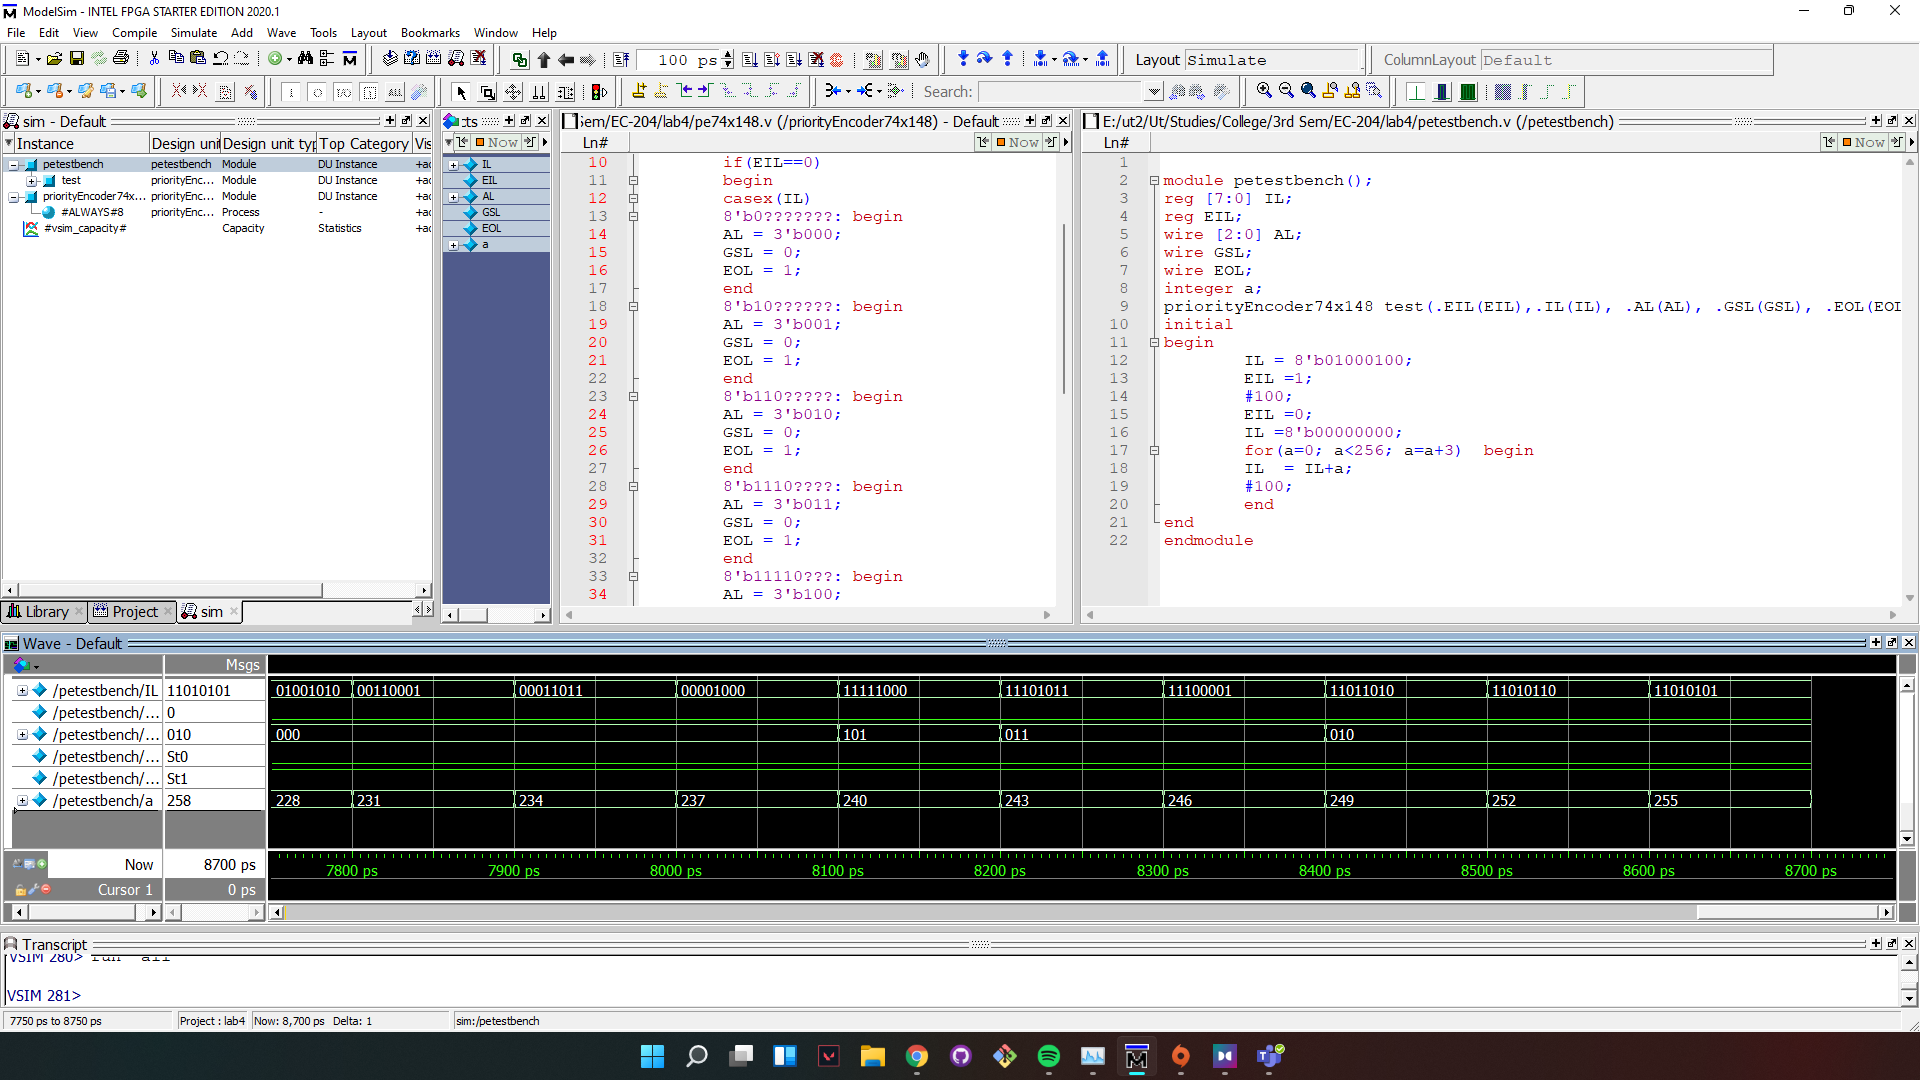 ModelSim - INTEL FPGA STARTER EDITION 2020.1
File Edit View Compile Simulate Add Wave Tools Layout Bookmarks Window Help
100 ps Layout Simulate ColumnLayout Default
Search:
sim - Default
Instance Design unit Design unit typ Top Category Vis
petestbench petestbench Module DU Instance +ac
test priorityEnc... Module DU Instance +ac
priorityEncoder74x... priorityEnc... Module DU Instance +ac
#ALWAYS#8 priorityEnc... Process - +ac
#vsim_capacity# Capacity Statistics +ac
Library Project sim
cts
Now
IL
EIL
AL
GSL
EOL
a
Sem/EC-204/lab4/pe74x148.v (/priorityEncoder74x148) - Default
Ln# Now
10 if(EIL==0)
11 begin
12 casex(IL)
13 8'b0???????: begin
14 AL = 3'b000;
15 GSL = 0;
16 EOL = 1;
17 end
18 8'b10??????: begin
19 AL = 3'b001;
20 GSL = 0;
21 EOL = 1;
22 end
23 8'b110?????: begin
24 AL = 3'b010;
25 GSL = 0;
26 EOL = 1;
27 end
28 8'b1110????: begin
29 AL = 3'b011;
30 GSL = 0;
31 EOL = 1;
32 end
33 8'b11110???: begin
34 AL = 3'b100;
E:/ut2/Ut/Studies/College/3rd Sem/EC-204/lab4/petestbench.v (/petestbench)
Ln# Now
1
2 module petestbench();
3 reg [7:0] IL;
4 reg EIL;
5 wire [2:0] AL;
6 wire GSL;
7 wire EOL;
8 integer a;
9 priorityEncoder74x148 test(.EIL(EIL),.IL(IL), .AL(AL), .GSL(GSL), .EOL(EOL
10 initial
11 begin
12 IL = 8'b01000100;
13 EIL =1;
14 #100;
15 EIL =0;
16 IL =8'b00000000;
17 for(a=0; a<256; a=a+3) begin
18 IL = IL+a;
19 #100;
20 end
21 end
22 endmodule
Wave - Default
Msgs
/petestbench/IL 11010101 01001010 00110001 00011011 00001000 11111000 11101011 11100001 11011010 11010110 11010101
/petestbench/... 0
/petestbench/... 010 000 101 011 010
/petestbench/... St0
/petestbench/... St1
/petestbench/a 258 228 231 234 237 240 243 246 249 252 255
Now 8700 ps 7800 ps 7900 ps 8000 ps 8100 ps 8200 ps 8300 ps 8400 ps 8500 ps 8600 ps 8700 ps
Cursor 1 0 ps
Transcript
VSIM 280> run -all
VSIM 281>
7750 ps to 8750 ps Project : lab4 Now: 8,700 ps Delta: 1 sim:/petestbench